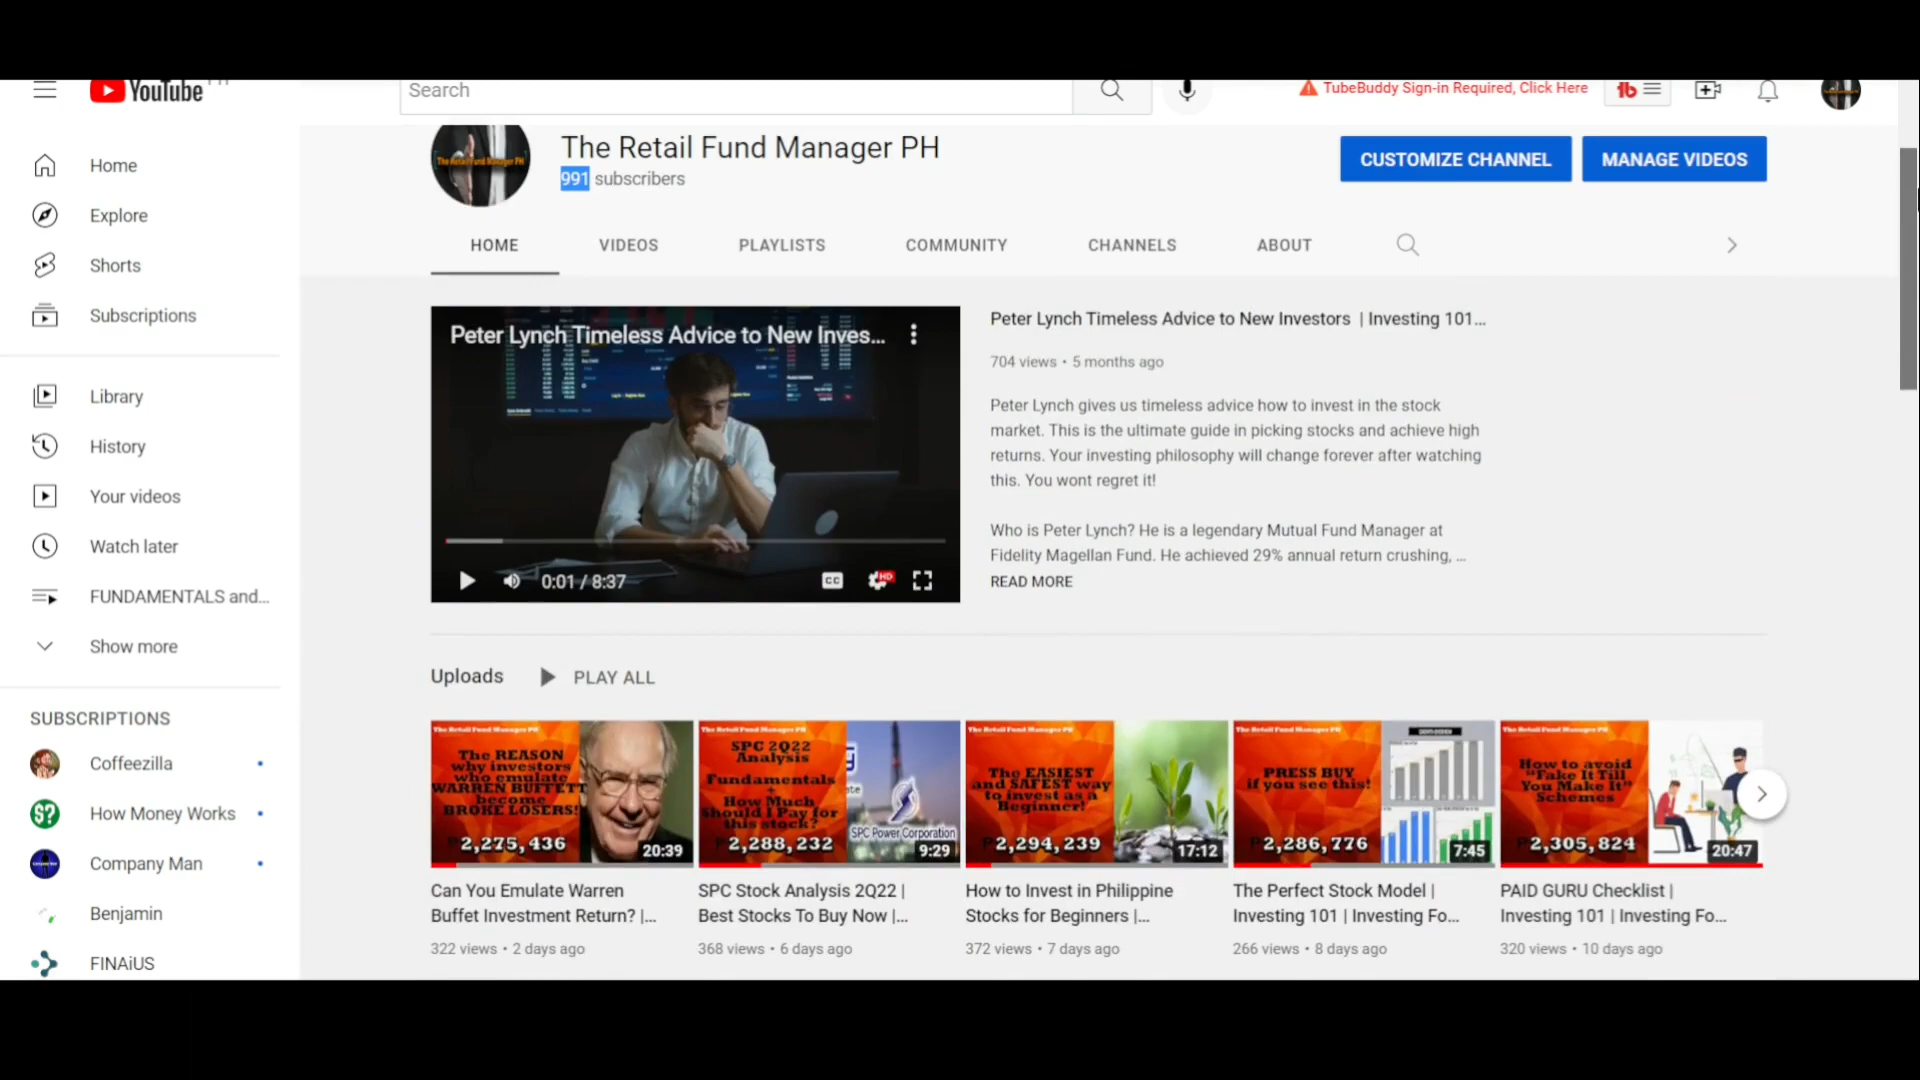 YouTube
Search
TubeBuddy Sign-in Required, Click Here
tb
Home
Explore
Shorts
Subscriptions
Library
History
Your videos
Watch later
FUNDAMENTALS and...
Show more
SUBSCRIPTIONS
Coffeezilla
How Money Works
Company Man
Benjamin
FINAiUS
The Retail Fund Manager PH
The Retail Fund Manager PH
991 subscribers
CUSTOMIZE CHANNEL
MANAGE VIDEOS
HOME
VIDEOS
PLAYLISTS
COMMUNITY
CHANNELS
ABOUT
Peter Lynch Timeless Advice to New Inves...
0:01 / 8:37
CC
HD
Peter Lynch Timeless Advice to New Investors | Investing 101...
704 views • 5 months ago
Peter Lynch gives us timeless advice how to invest in the stock
market. This is the ultimate guide in picking stocks and achieve high
returns. Your investing philosophy will change forever after watching
this. You wont regret it!
Who is Peter Lynch? He is a legendary Mutual Fund Manager at
Fidelity Magellan Fund. He achieved 29% annual return crushing, ...
READ MORE
Uploads
PLAY ALL
The Retail Fund Manager PH
The REASON
why investors
who emulate
WARREN BUFFETT
become
BROKE LOSERS!
2,275,436
20:39
Can You Emulate Warren
Buffet Investment Return? |...
322 views • 2 days ago
The Retail Fund Manager PH
SPC 2Q22
Analysis
Fundamentals
+
How Much
should I Pay for
this stock?
2,288,232
SPC Power Corporation
9:29
SPC Stock Analysis 2Q22 |
Best Stocks To Buy Now |...
368 views • 6 days ago
The Retail Fund Manager PH
The EASIEST
and SAFEST way
to invest as a
Beginner!
2,294,239
17:12
How to Invest in Philippine
Stocks for Beginners |...
372 views • 7 days ago
The Retail Fund Manager PH
PRESS BUY
if you see this!
2,286,776
7:45
The Perfect Stock Model |
Investing 101 | Investing Fo...
266 views • 8 days ago
The Retail Fund Manager PH
How to avoid
"Fake It Till
You Make It"
Schemes
2,305,824
20:47
PAID GURU Checklist |
Investing 101 | Investing Fo...
320 views • 10 days ago